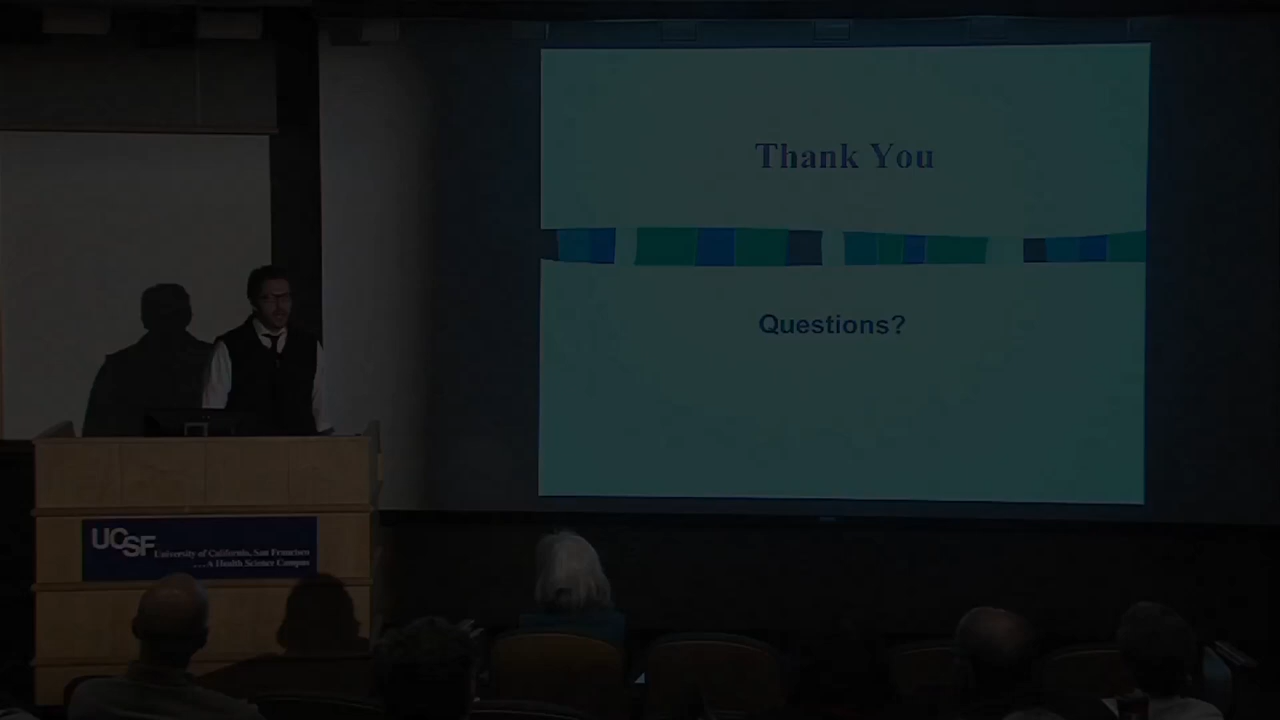 Thank You
Questions?
UCSF
University of California, San Francisco
...A Health Science Campus